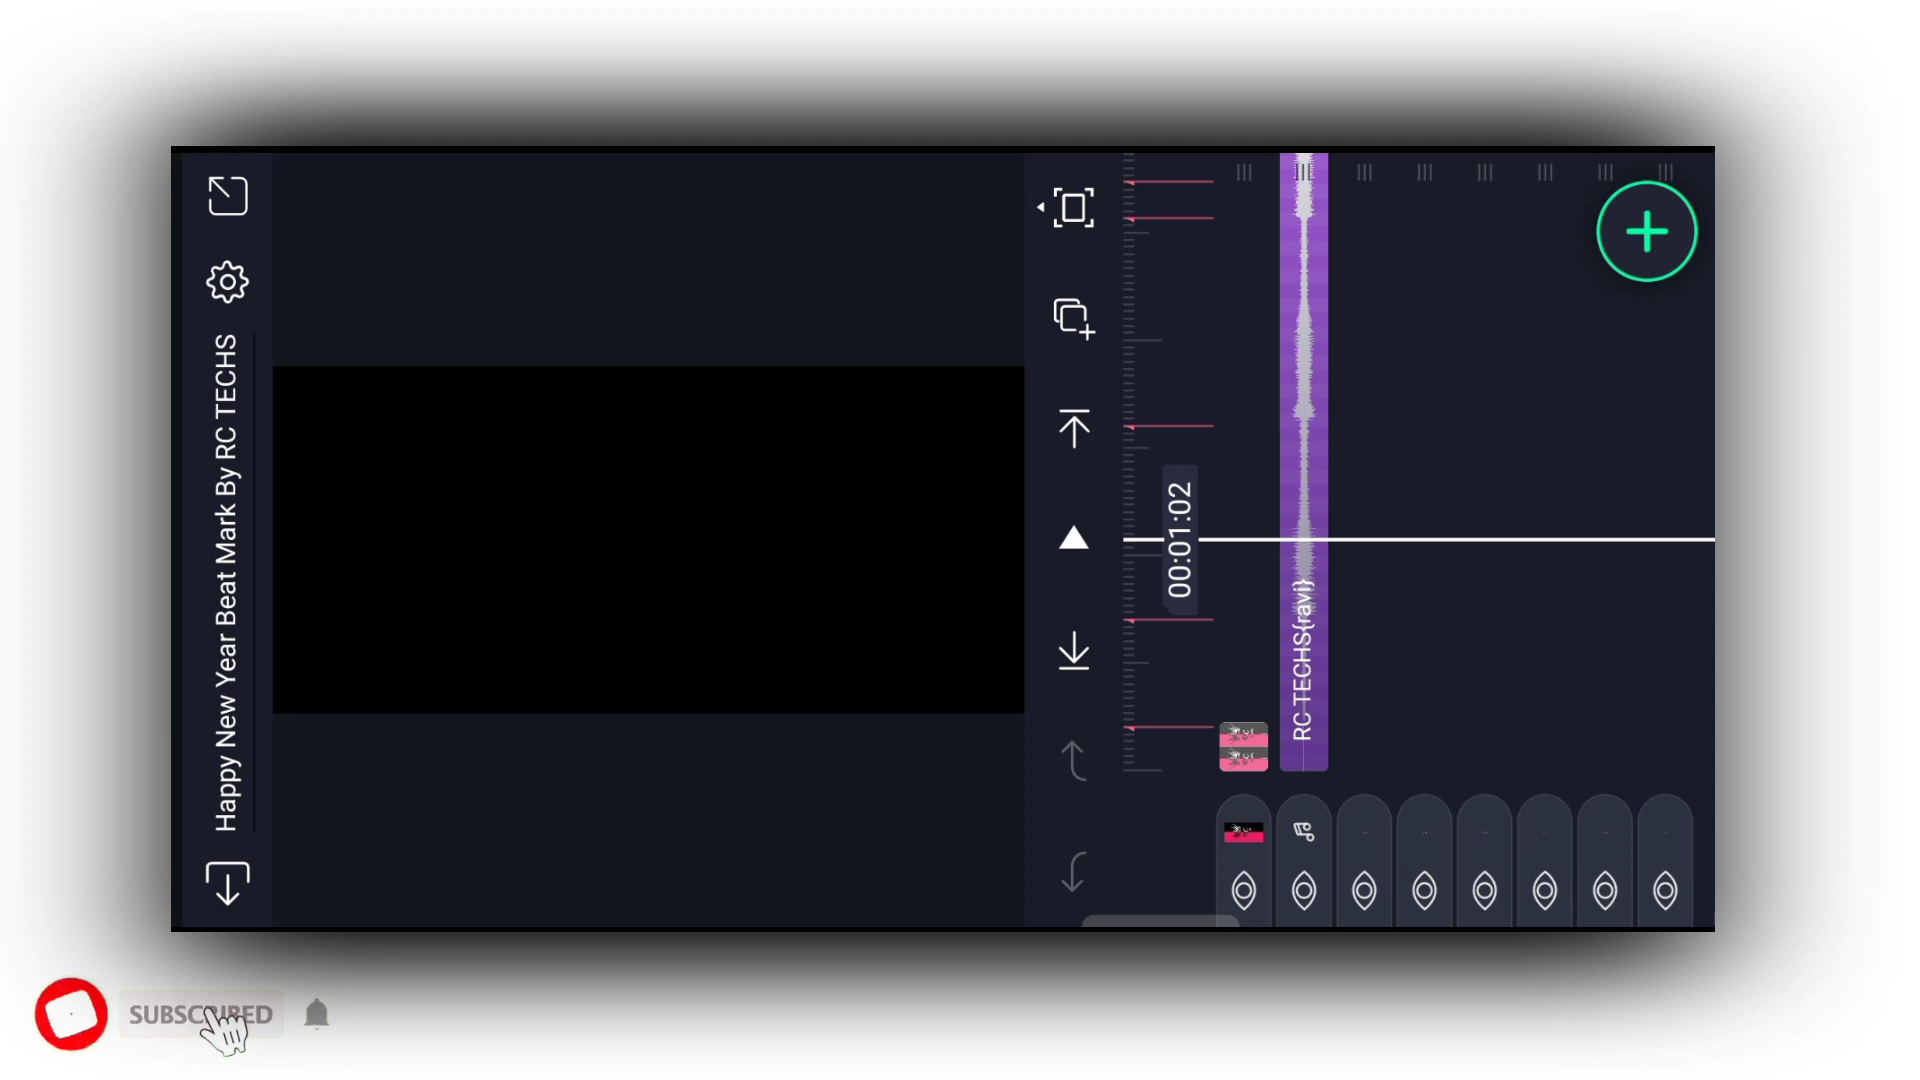 Happy New Year Beat Mark By RC TECHS
00:01:02
RC TECHS{ravi}
SUBSCRIBED